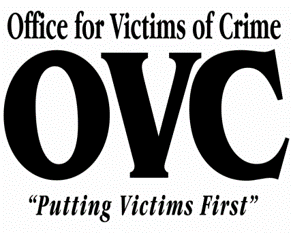 Office for Victims of Crime
OVC
“Putting Victims First”